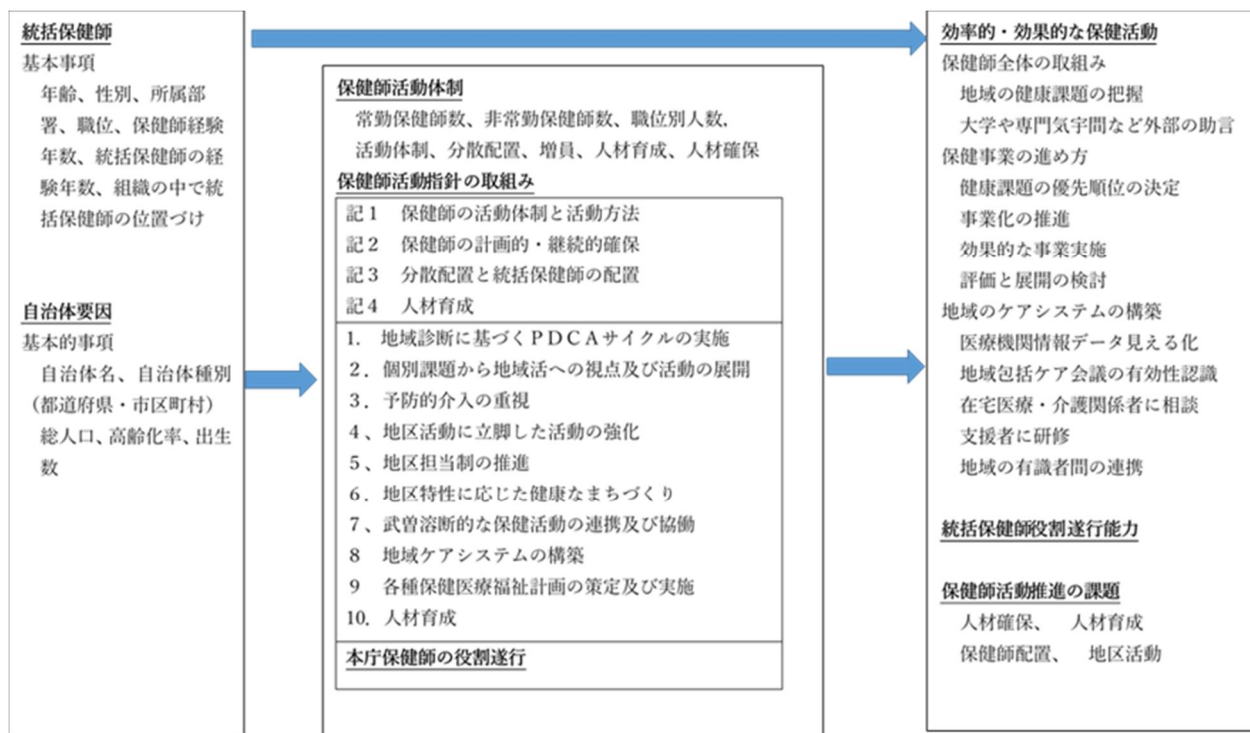 統括保健師
基本事項
年齢、性別、所属部
署、職位、保健師経験
年数、統括保健師の経
験年数、組織の中で統
括保健師の位置づけ
自治体要因
基本的事項
自治体名、自治体種別
（都道府県・市区町村）
総人口、高齢化率、出生
数
保健師活動体制
常勤保健師数、非常勤保健師数、職位別人数.
活動体制、分散配置、増員、人材育成、人材確保
保健師活動指針の取組み
記１　保健師の活動体制と活動方法
記２　保健師の計画的・継続的確保
記３　分散配置と統括保健師の配置
記４　人材育成
1.　地域診断に基づくＰＤＣＡサイクルの実施
２．個別課題から地域活への視点及び活動の展開
３．予防的介入の重視
４、地区活動に立脚した活動の強化
５、地区担当制の推進
６．地区特性に応じた健康なまちづくり
７、武曽溶断的な保健活動の連携及び協働
８　地域ケアシステムの構築
９　各種保健医療福祉計画の策定及び実施
10.　人材育成
本庁保健師の役割遂行
効率的・効果的な保健活動
保健師全体の取組み
地域の健康課題の把握
大学や専門気宇間など外部の助言
保健事業の進め方
健康課題の優先順位の決定
事業化の推進
効果的な事業実施
評価と展開の検討
地域のケアシステムの構築
医療機関情報データ見える化
地域包括ケア会議の有効性認識
在宅医療・介護関係者に相談
支援者に研修
地域の有識者間の連携
統括保健師役割遂行能力
保健師活動推進の課題
人材確保、　人材育成
保健師配置、　地区活動